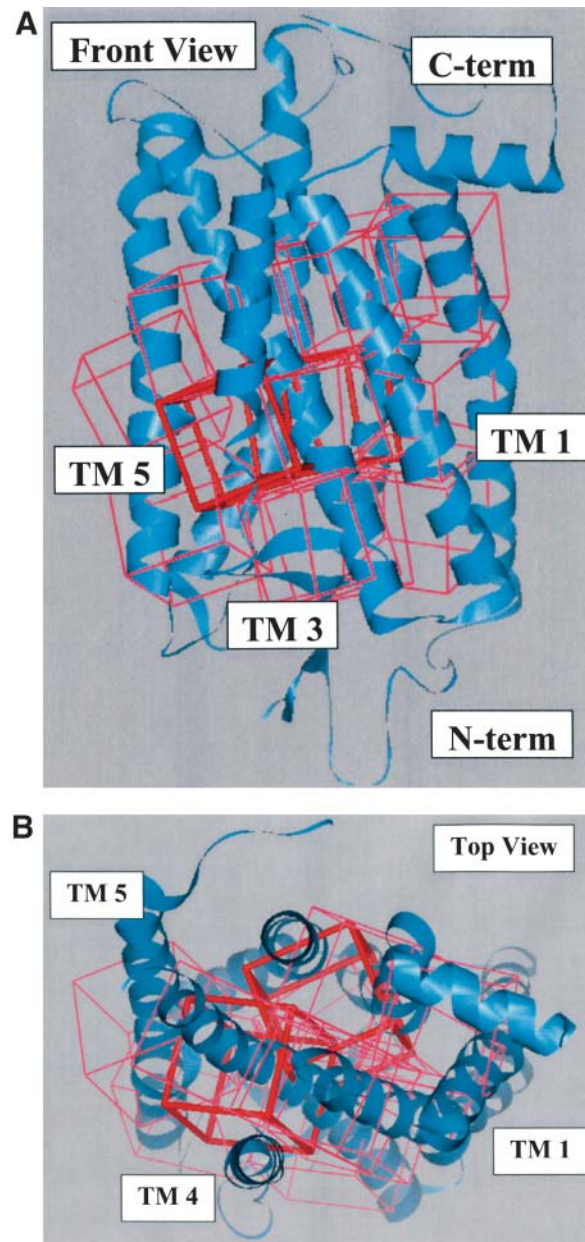 A
Front View
C-term
TM 5
TM 1
TM 3
N-term
B
Top View
TM 5
TM 1
TM 4